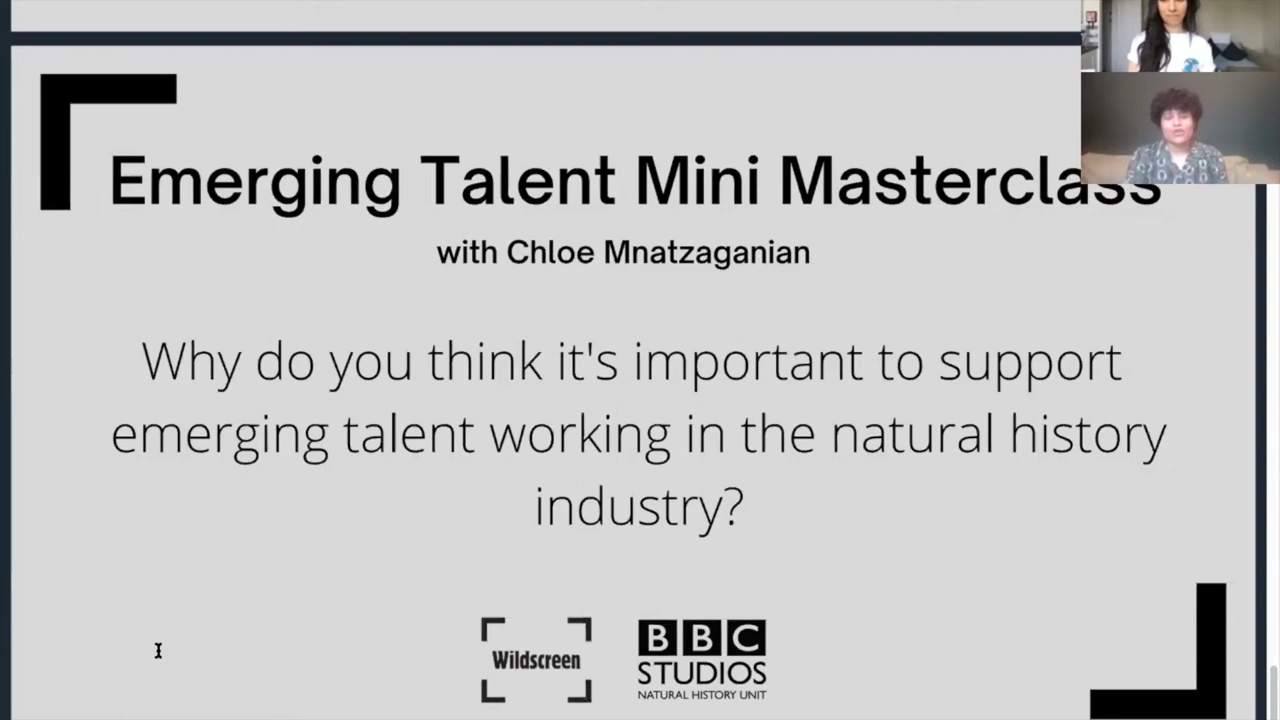 Emerging Talent Mini Masterclass
with Chloe Mnatzaganian
Why do you think it's important to support
emerging talent working in the natural history
industry?
Wildscreen
BBC
STUDIOS
NATURAL HISTORY UNIT